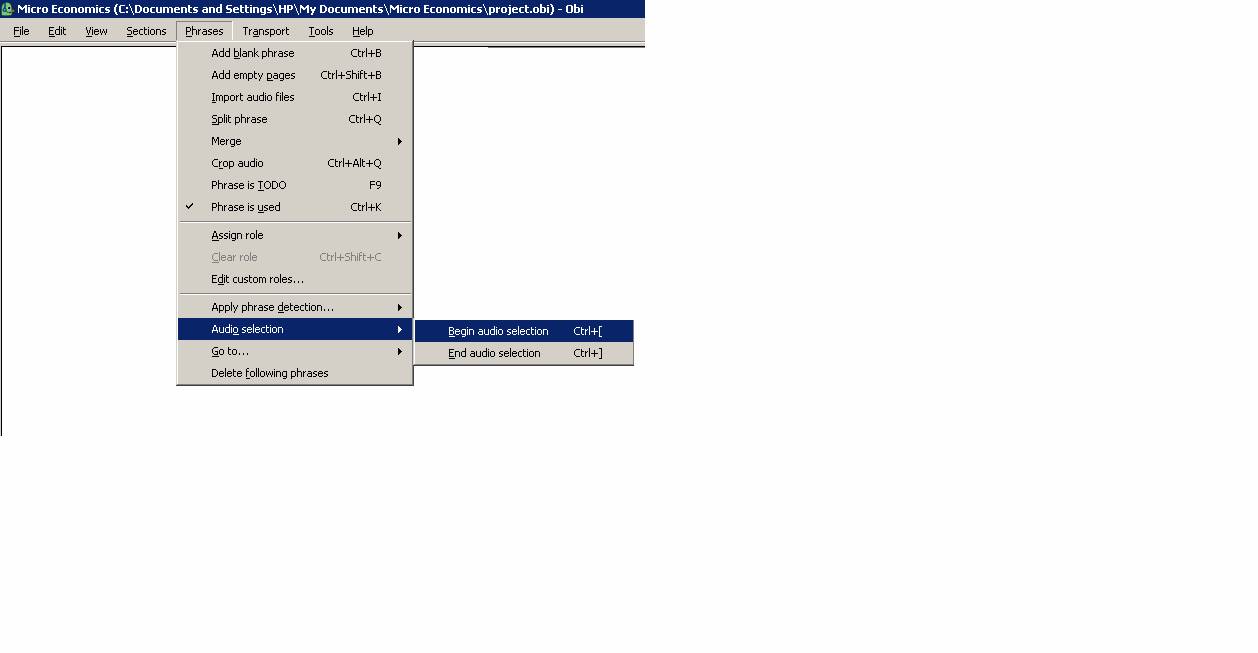 Micro Economics (C:\Documents and Settings\HP\My Documents\Micro Economics\project.obi) - Obi
File Edit View Sections Phrases Transport Tools Help
Add blank phrase Ctrl+B
Add empty pages Ctrl+Shift+B
Import audio files Ctrl+I
Split phrase Ctrl+Q
Merge
Crop audio Ctrl+Alt+Q
Phrase is TODO F9
Phrase is used Ctrl+K
Assign role
Clear role Ctrl+Shift+C
Edit custom roles...
Apply phrase detection...
Audio selection
Begin audio selection Ctrl+[
End audio selection Ctrl+]
Go to...
Delete following phrases